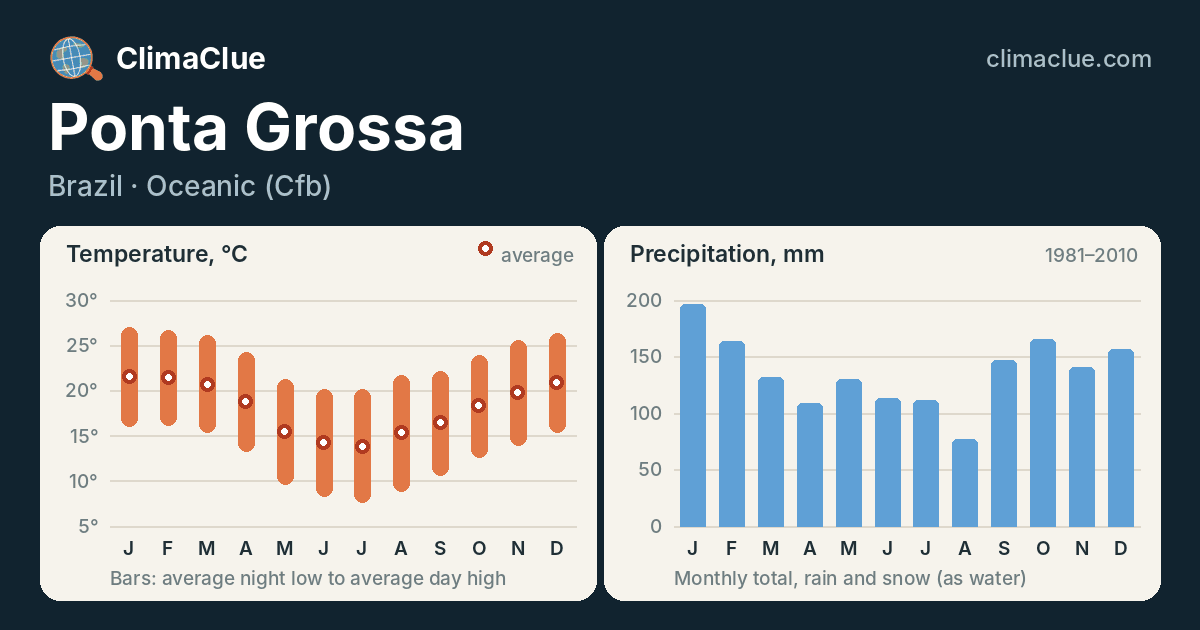 ClimaClue
climaclue.com
Ponta Grossa
Brazil · Oceanic (Cfb)
Temperature, °C
average
30°
25°
20°
15°
10°
5°
J F M A M J J A S O N D
Bars: average night low to average day high
Precipitation, mm
1981–2010
200
150
100
50
0
J F M A M J J A S O N D
Monthly total, rain and snow (as water)